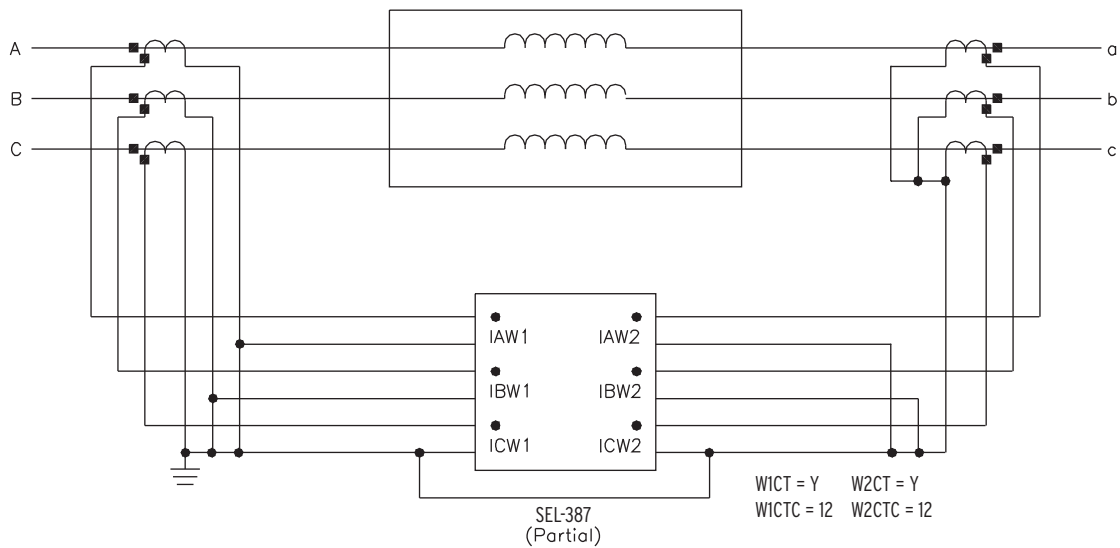 A
a
B
b
C
c
IAW1 IAW2
IBW1 IBW2
ICW1 ICW2
W1CT = Y W2CT = Y
W1CTC = 12 W2CTC = 12
SEL-387
(Partial)